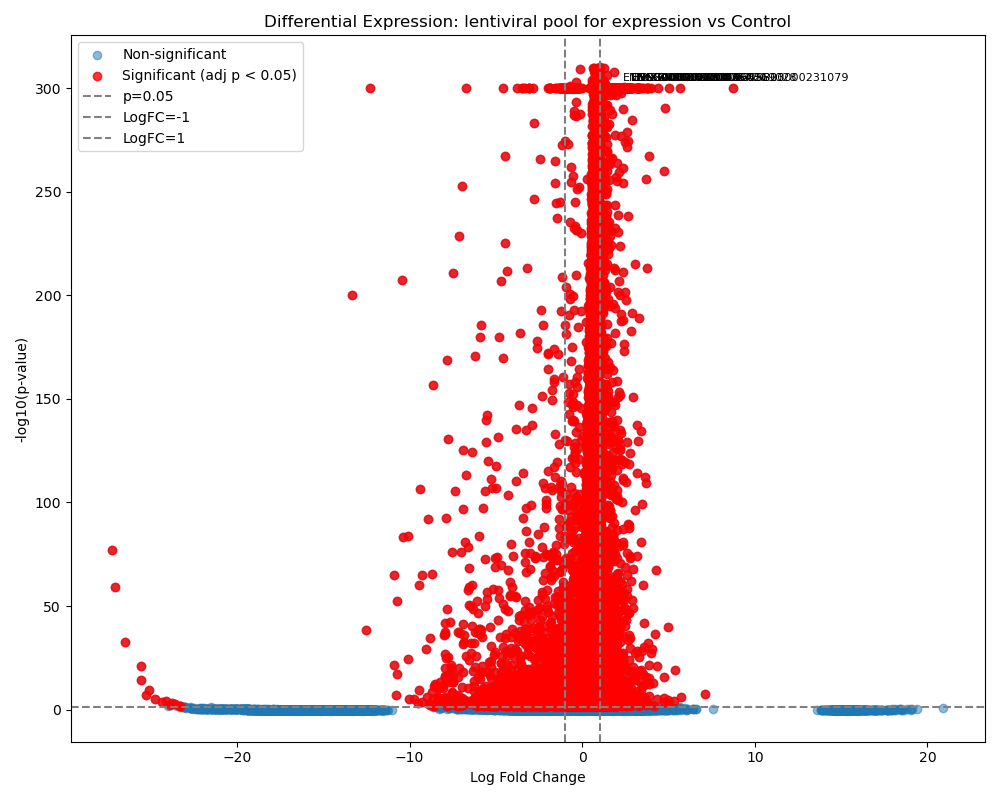 Differential Expression: lentiviral pool for expression vs Control
Non-significant
Significant (adj p < 0.05)
p=0.05
LogFC=-1
LogFC=1
-log10(p-value)
300
250
200
150
100
50
0
−20
−10
0
10
20
Log Fold Change